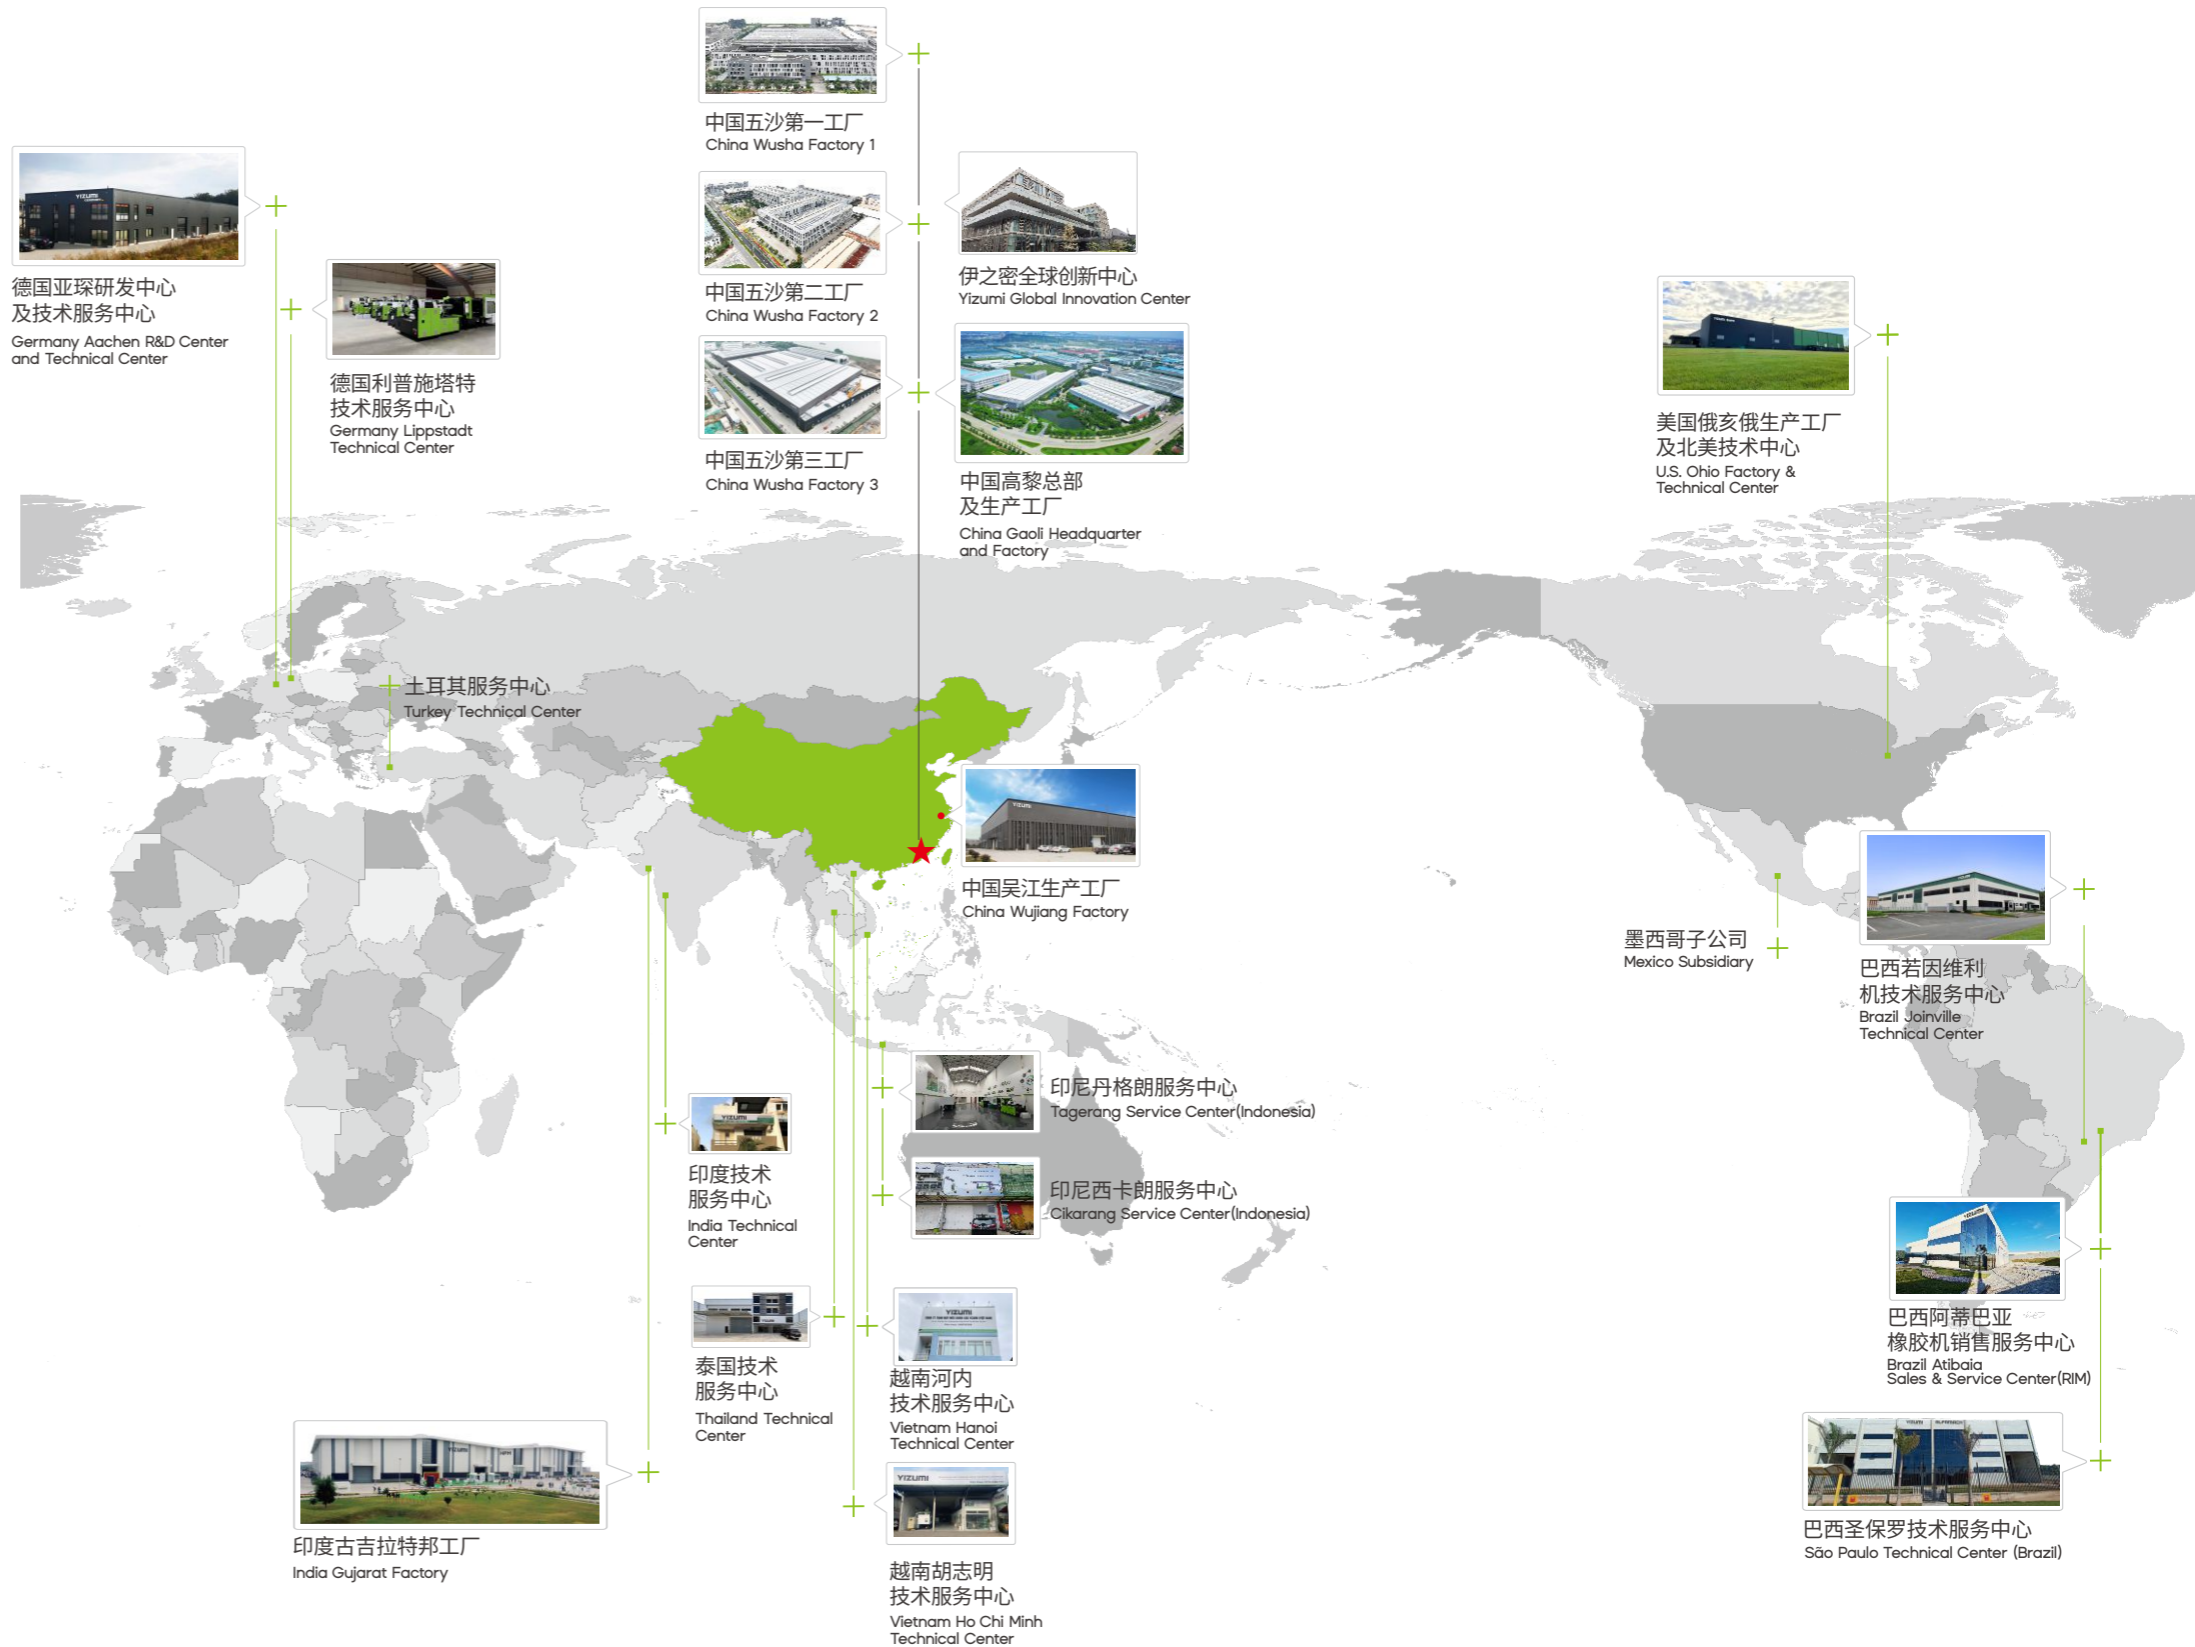 中国五沙第一工厂
China Wusha Factory 1
YIZUMI
德国亚琛研发中心
及技术服务中心
Germany Aachen R&D Center
and Technical Center
德国利普施塔特
技术服务中心
Germany Lippstadt
Technical Center
中国五沙第二工厂
China Wusha Factory 2
伊之密全球创新中心
Yizumi Global Innovation Center
中国五沙第三工厂
China Wusha Factory 3
中国高黎总部
及生产工厂
China Gaoli Headquarter
and Factory
美国俄亥俄生产工厂
及北美技术中心
U.S. Ohio Factory &
Technical Center
土耳其服务中心
Turkey Technical Center
YIZUMI
中国吴江生产工厂
China Wujiang Factory
墨西哥子公司
Mexico Subsidiary
巴西若因维利
机技术服务中心
Brazil Joinville
Technical Center
印尼丹格朗服务中心
Tagerang Service Center(Indonesia)
印尼西卡朗服务中心
Cikarang Service Center(Indonesia)
YIZUMI
印度技术
服务中心
India Technical
Center
YIZUMI
巴西阿蒂巴亚
橡胶机销售服务中心
Brazil Atibaia
Sales & Service Center(RIM)
泰国技术
服务中心
Thailand Technical
Center
YIZUMI
越南河内
技术服务中心
Vietnam Hanoi
Technical Center
YIZUMI
印度古吉拉特邦工厂
India Gujarat Factory
YIZUMI
越南胡志明
技术服务中心
Vietnam Ho Chi Minh
Technical Center
YIZUMI
巴西圣保罗技术服务中心
São Paulo Technical Center (Brazil)